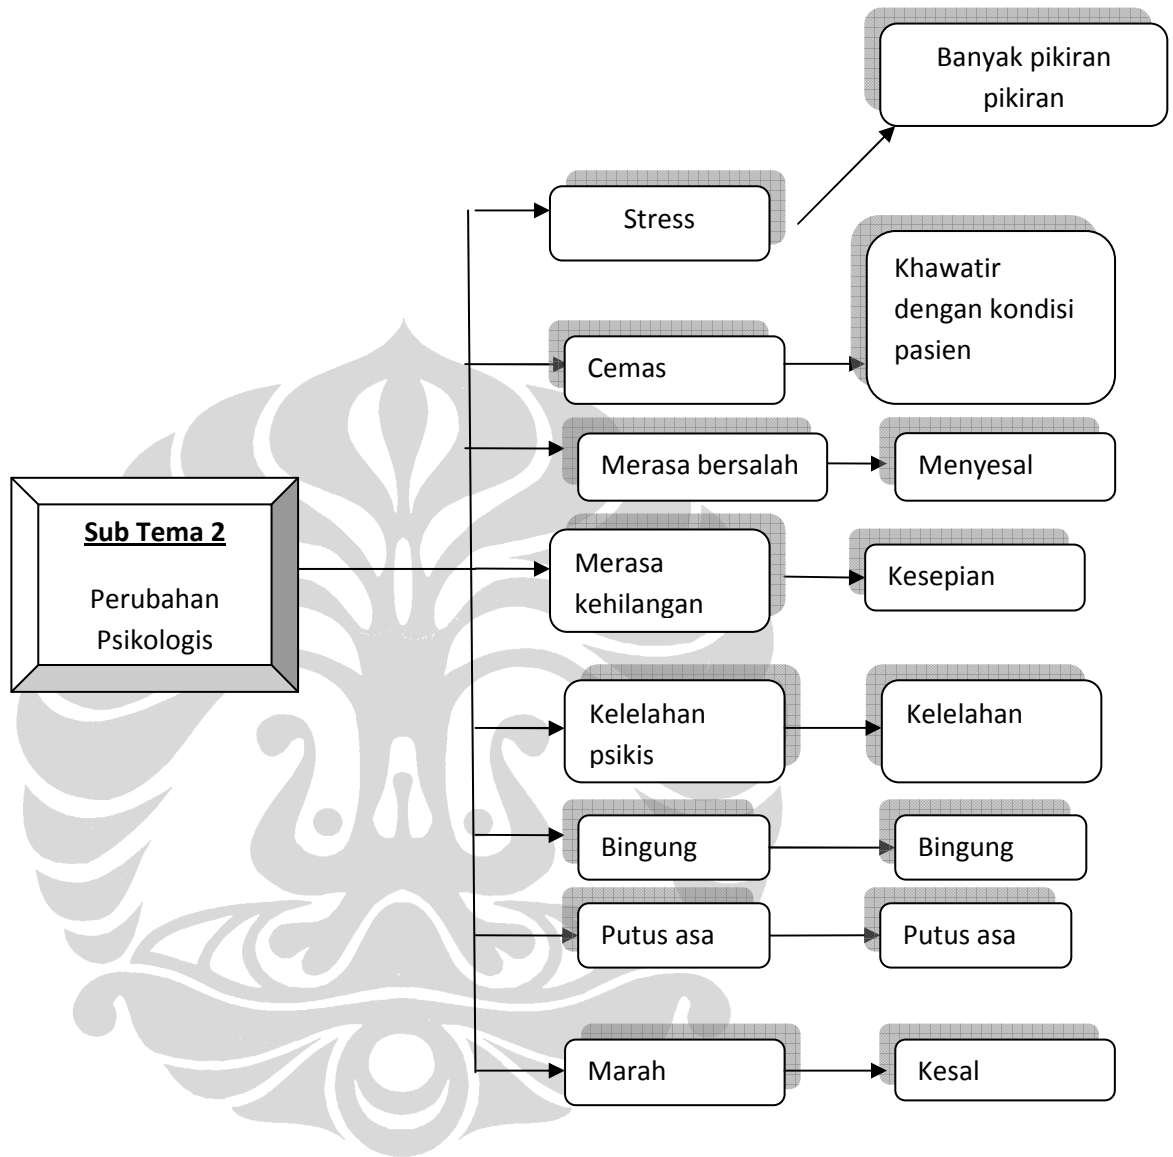 Banyak pikiran
pikiran
Stress
Khawatir
dengan kondisi
pasien
Cemas
Merasa bersalah
Menyesal
Sub Tema 2
Perubahan
Psikologis
Merasa
kehilangan
Kesepian
Kelelahan
psikis
Kelelahan
Bingung
Bingung
Putus asa
Putus asa
Marah
Kesal